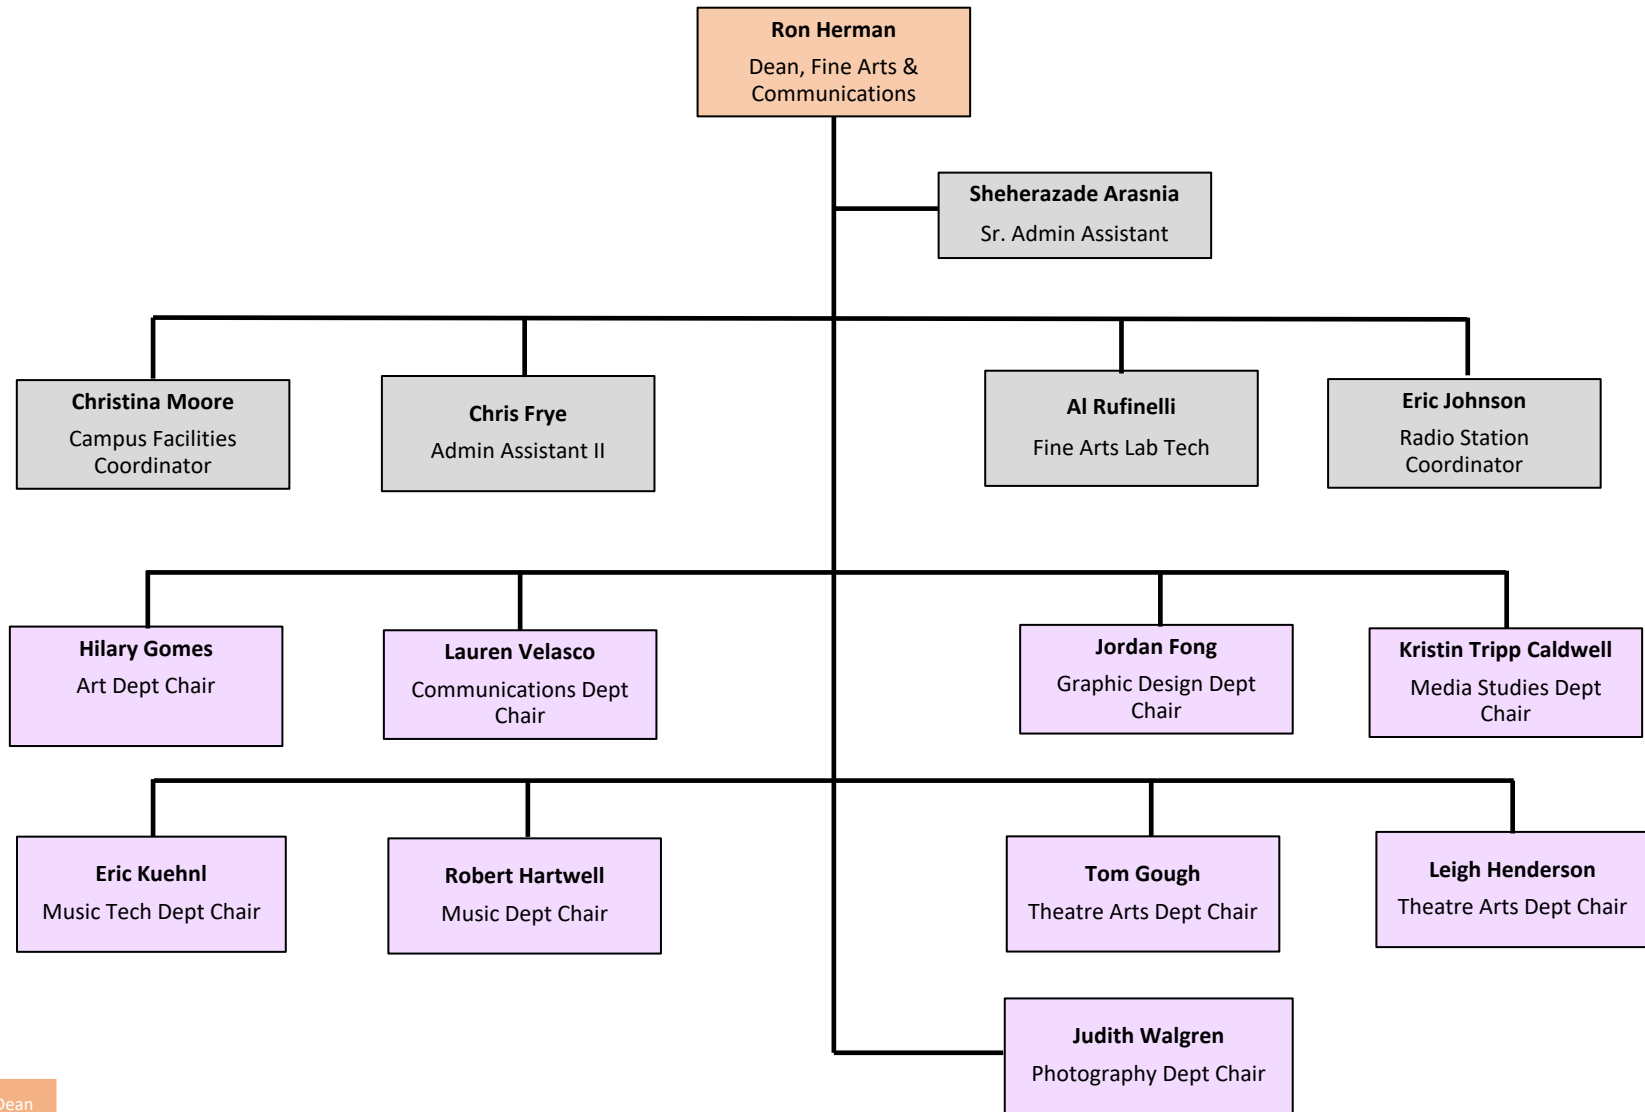 Ron Herman
Dean, Fine Arts &
Communications
Sheherazade Arasnia
Sr. Admin Assistant
Christina Moore
Campus Facilities
Coordinator
Chris Frye
Admin Assistant II
Al Rufinelli
Fine Arts Lab Tech
Eric Johnson
Radio Station
Coordinator
Hilary Gomes
Art Dept Chair
Lauren Velasco
Communications Dept
Chair
Jordan Fong
Graphic Design Dept
Chair
Kristin Tripp Caldwell
Media Studies Dept
Chair
Eric Kuehnl
Music Tech Dept Chair
Robert Hartwell
Music Dept Chair
Tom Gough
Theatre Arts Dept Chair
Leigh Henderson
Theatre Arts Dept Chair
Judith Walgren
Photography Dept Chair
Dean